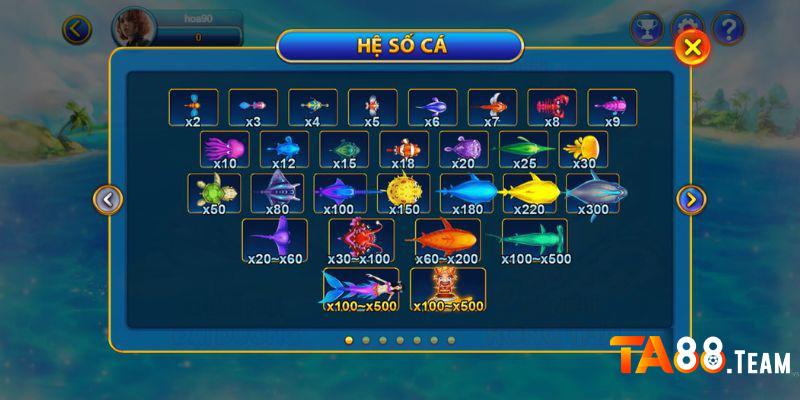 hoa90
0
HỆ SỐ CÁ
x2 x3 x4 x5 x6 x7 x8 x9
x10 x12 x15 x18 x20 x25 x30
x50 x80 x100 x150 x180 x220 x300
x20~x60 x30~x100 x60~x200 x100~x500
x100~x500 x100~x500
TA88.TEAM